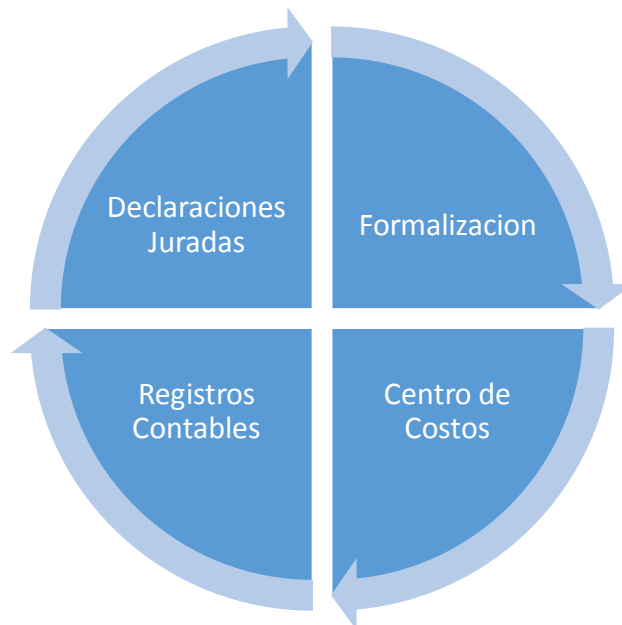 Declaraciones
Juradas
Formalizacion
Registros
Contables
Centro de
Costos